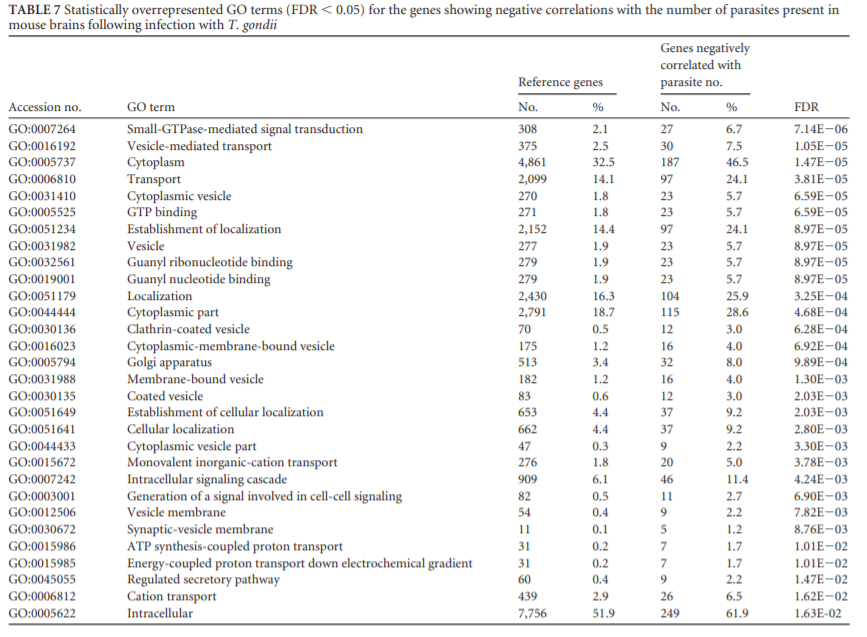 TABLE 7 Statistically overrepresented GO terms (FDR < 0.05) for the genes showing negative correlations with the number of parasites present in
mouse brains following infection with T. gondii
Genes negatively
correlated with
Reference genes parasite no.
Accession no. GO term No. % No. % FDR
GO:0007264 Small-GTPase-mediated signal transduction 308 2.1 27 6.7 7.14E−06
GO:0016192 Vesicle-mediated transport 375 2.5 30 7.5 1.05E−05
GO:0005737 Cytoplasm 4,861 32.5 187 46.5 1.47E−05
GO:0006810 Transport 2,099 14.1 97 24.1 3.81E−05
GO:0031410 Cytoplasmic vesicle 270 1.8 23 5.7 6.59E−05
GO:0005525 GTP binding 271 1.8 23 5.7 6.59E−05
GO:0051234 Establishment of localization 2,152 14.4 97 24.1 8.97E−05
GO:0031982 Vesicle 277 1.9 23 5.7 8.97E−05
GO:0032561 Guanyl ribonucleotide binding 279 1.9 23 5.7 8.97E−05
GO:0019001 Guanyl nucleotide binding 279 1.9 23 5.7 8.97E−05
GO:0051179 Localization 2,430 16.3 104 25.9 3.25E−04
GO:0044444 Cytoplasmic part 2,791 18.7 115 28.6 4.68E−04
GO:0030136 Clathrin-coated vesicle 70 0.5 12 3.0 6.28E−04
GO:0016023 Cytoplasmic-membrane-bound vesicle 175 1.2 16 4.0 6.92E−04
GO:0005794 Golgi apparatus 513 3.4 32 8.0 9.89E−04
GO:0031988 Membrane-bound vesicle 182 1.2 16 4.0 1.30E−03
GO:0030135 Coated vesicle 83 0.6 12 3.0 2.03E−03
GO:0051649 Establishment of cellular localization 653 4.4 37 9.2 2.03E−03
GO:0051641 Cellular localization 662 4.4 37 9.2 2.80E−03
GO:0044433 Cytoplasmic vesicle part 47 0.3 9 2.2 3.30E−03
GO:0015672 Monovalent inorganic-cation transport 276 1.8 20 5.0 3.78E−03
GO:0007242 Intracellular signaling cascade 909 6.1 46 11.4 4.24E−03
GO:0003001 Generation of a signal involved in cell-cell signaling 82 0.5 11 2.7 6.90E−03
GO:0012506 Vesicle membrane 54 0.4 9 2.2 7.82E−03
GO:0030672 Synaptic-vesicle membrane 11 0.1 5 1.2 8.76E−03
GO:0015986 ATP synthesis-coupled proton transport 31 0.2 7 1.7 1.01E−02
GO:0015985 Energy-coupled proton transport down electrochemical gradient 31 0.2 7 1.7 1.01E−02
GO:0045055 Regulated secretory pathway 60 0.4 9 2.2 1.47E−02
GO:0006812 Cation transport 439 2.9 26 6.5 1.62E−02
GO:0005622 Intracellular 7,756 51.9 249 61.9 1.63E-02